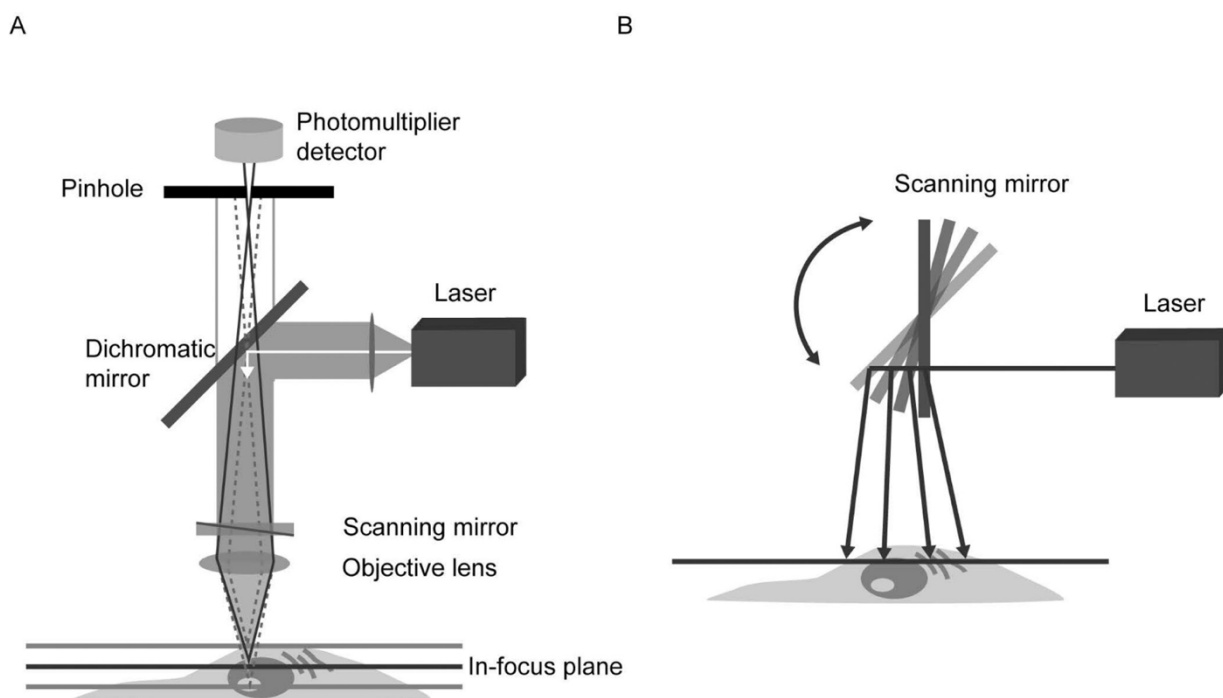 A
Photomultiplier
detector
Pinhole
Laser
Dichromatic
mirror
Scanning mirror
Objective lens
In-focus plane
B
Scanning mirror
Laser